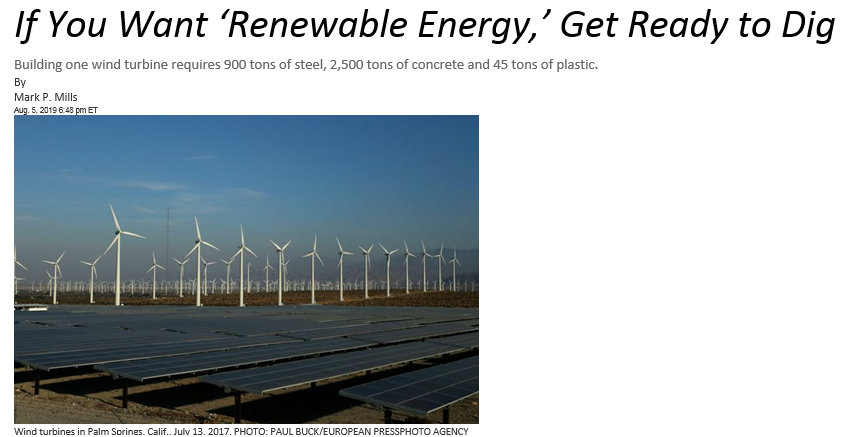 If You Want ‘Renewable Energy,’ Get Ready to Dig
Building one wind turbine requires 900 tons of steel, 2,500 tons of concrete and 45 tons of plastic.
By
Mark P. Mills
Aug. 5, 2019 6:48 pm ET
Wind turbines in Palm Springs, Calif., July 13, 2017. PHOTO: PAUL BUCK/EUROPEAN PRESSPHOTO AGENCY